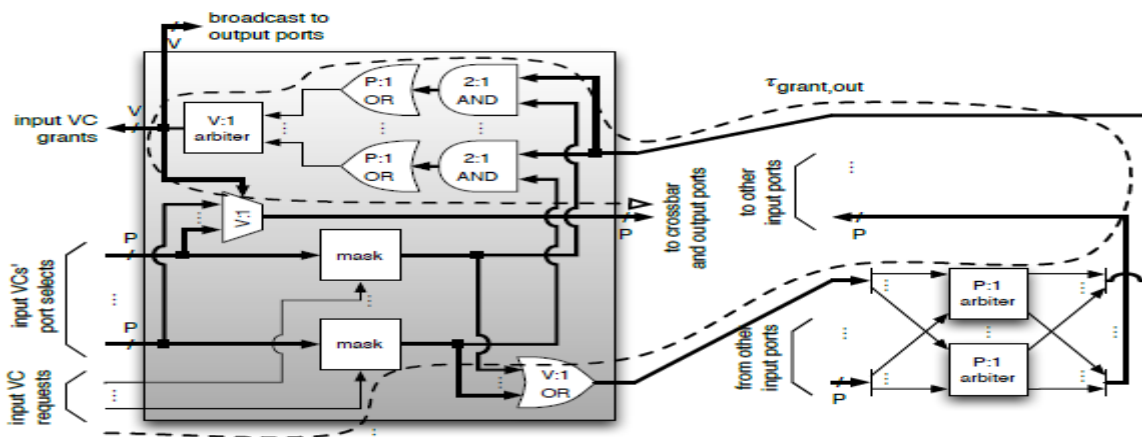 broadcast to
output ports
V
P:1
OR
2:1
AND
τgrant,out
V
input VC
grants
V:1
arbiter
...
...
...
P:1
OR
2:1
AND
...
to other
input ports
V:1
...
to crossbar
and output ports
P
P
P
mask
input VCs'
port selects
...
...
...
...
P:1
arbiter
...
P
mask
...
from other
input ports
...
...
...
P:1
arbiter
...
...
V:1
OR
P
input VC
requests
...
...